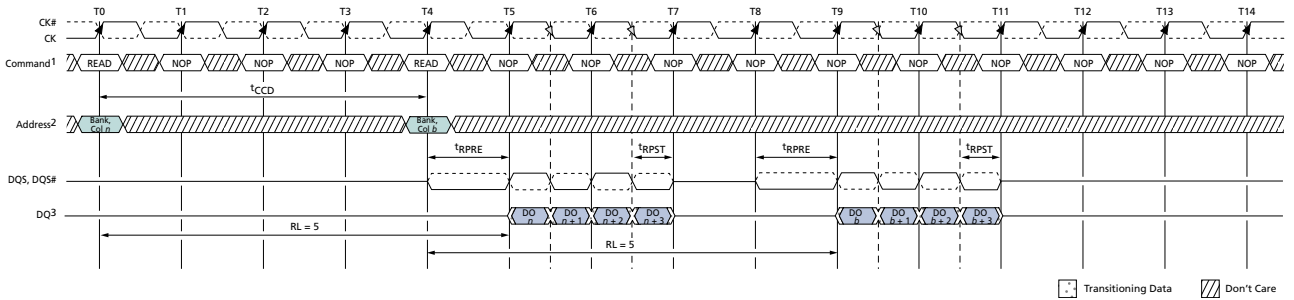 T0 T1 T2 T3 T4 T5 T6 T7 T8 T9 T10 T11 T12 T13 T14
CK#
CK
Command1 READ NOP NOP NOP READ NOP NOP NOP NOP NOP NOP NOP NOP NOP NOP
tCCD
Address2 Bank, Col n Bank, Col b
tRPRE tRPST tRPRE tRPST
DQS, DQS#
DQ3 DO n DO n + 1 DO n + 2 DO n + 3 DO b DO b + 1 DO b + 2 DO b + 3
RL = 5
RL = 5
Transitioning Data Don't Care